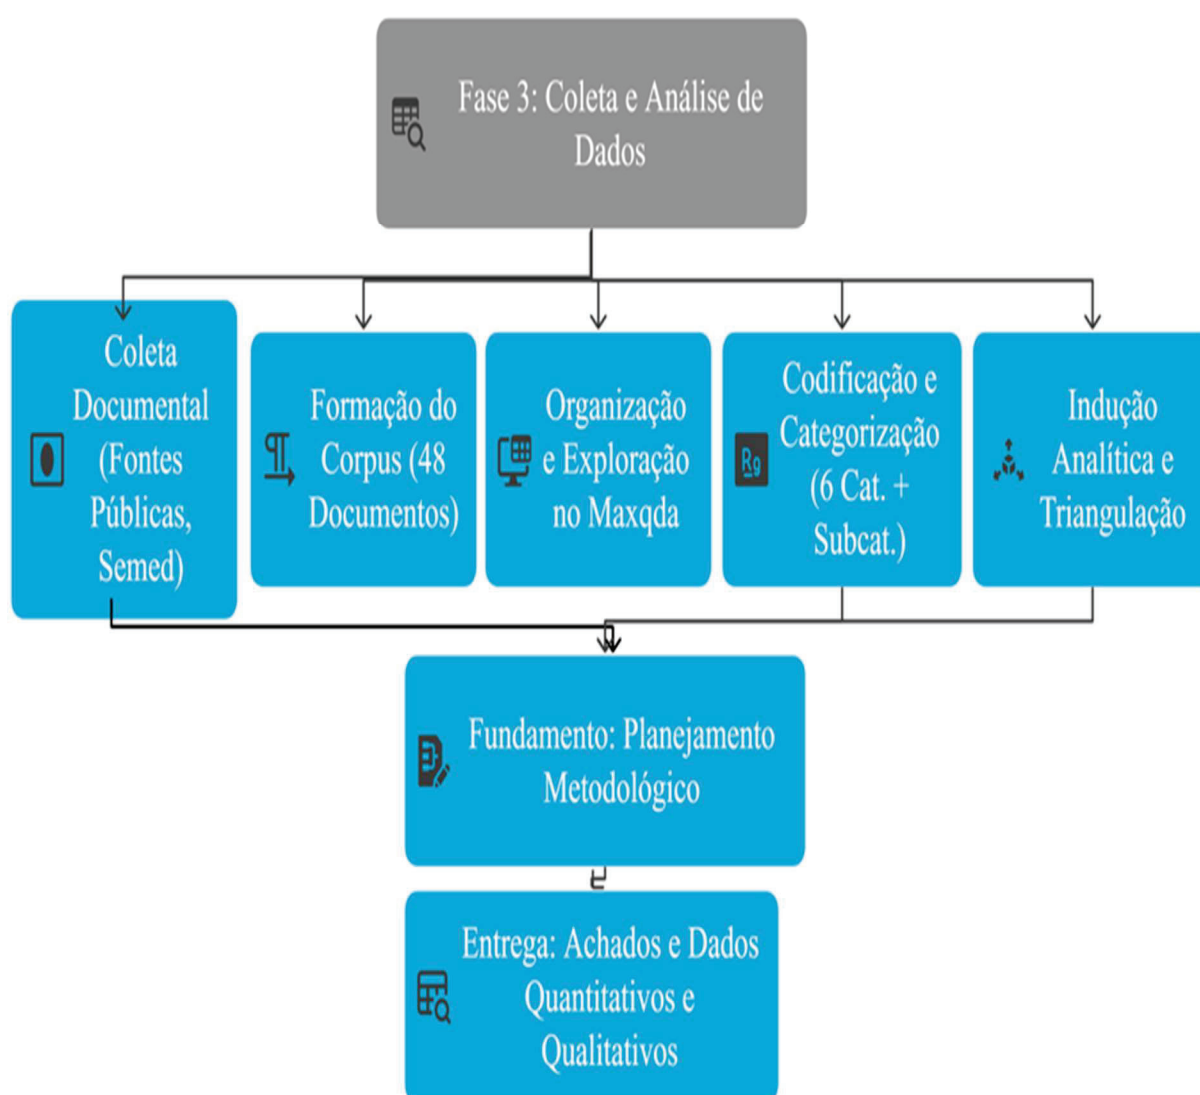 Fase 3: Coleta e Análise de
Dados
Coleta
Documental
(Fontes
Públicas,
Semed)
Formação do
Corpus (48
Documentos)
Organização
e Exploração
no Maxqda
Rg
Codificação e
Categorização
(6 Cat. +
Subcat.)
Indução
Analítica e
Triangulação
Fundamento: Planejamento
Metodológico
Entrega: Achados e Dados
Quantitativos e
Qualitativos